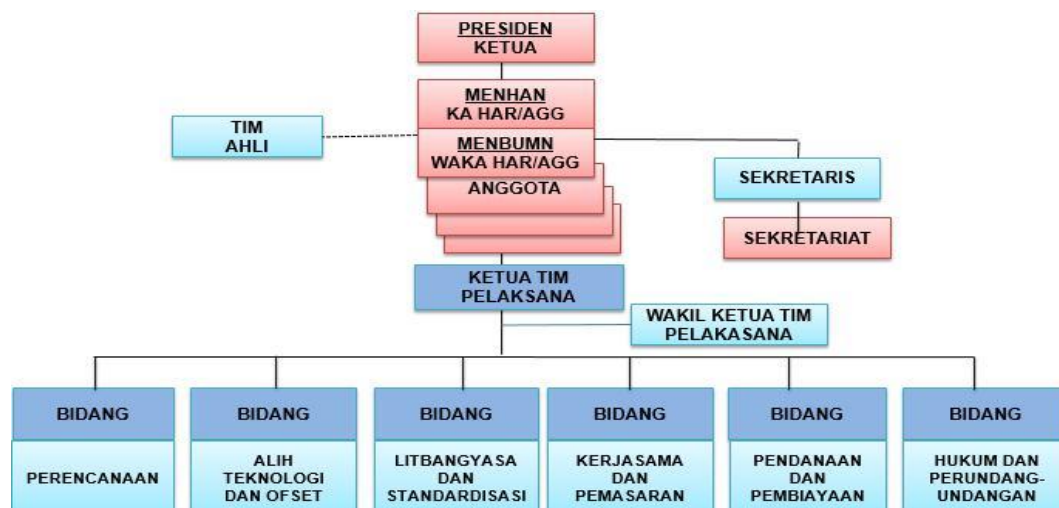 PRESIDEN
KETUA
MENHAN
KA HAR/AGG
TIM
AHLI
MENBUMN
WAKA HAR/AGG
ANGGOTA
SEKRETARIS
SEKRETARIAT
KETUA TIM
PELAKSANA
WAKIL KETUA TIM
PELAKASANA
BIDANG
PERENCANAAN
BIDANG
ALIH
TEKNOLOGI
DAN OFSET
BIDANG
LITBANGYASA
DAN
STANDARDISASI
BIDANG
KERJASAMA
DAN
PEMASARAN
BIDANG
PENDANAAN
DAN
PEMBIAYAAN
BIDANG
HUKUM DAN
PERUNDANG-
UNDANGAN